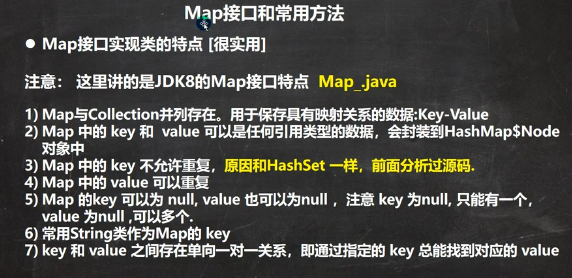 Map接口和常用方法
● Map接口实现类的特点 [很实用]
注意： 这里讲的是JDK8的Map接口特点 Map_.java
1) Map与Collection并列存在。用于保存具有映射关系的数据:Key-Value
2) Map 中的 key 和 value 可以是任何引用类型的数据，会封装到HashMap$Node
对象中
3) Map 中的 key 不允许重复，原因和HashSet 一样，前面分析过源码.
4) Map 中的 value 可以重复
5) Map 的key 可以为 null, value 也可以为null ，注意 key 为null, 只能有一个，
value 为null ,可以多个.
6) 常用String类作为Map的 key
7) key 和 value 之间存在单向一对一关系，即通过指定的 key 总能找到对应的 value